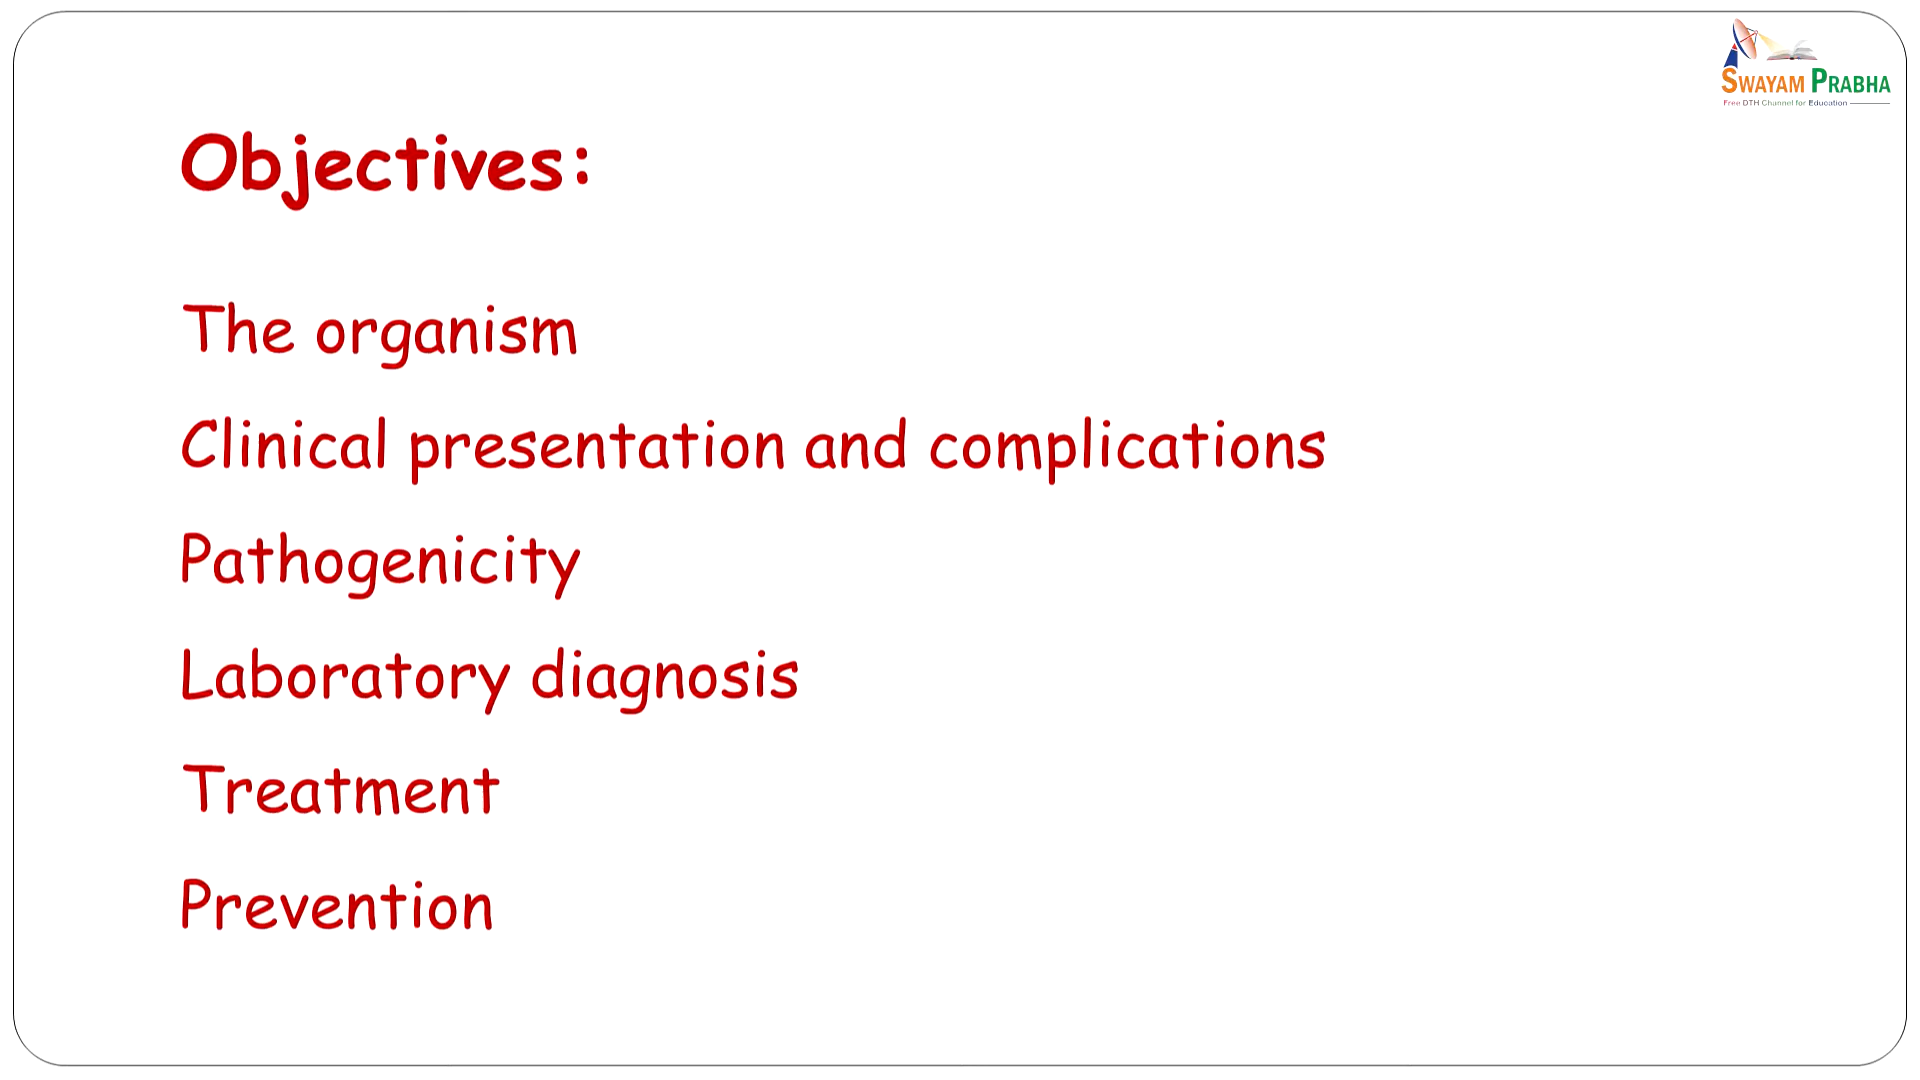 SWAYAM PRABHA
Free DTH Channel for Education
Objectives:
The organism
Clinical presentation and complications
Pathogenicity
Laboratory diagnosis
Treatment
Prevention